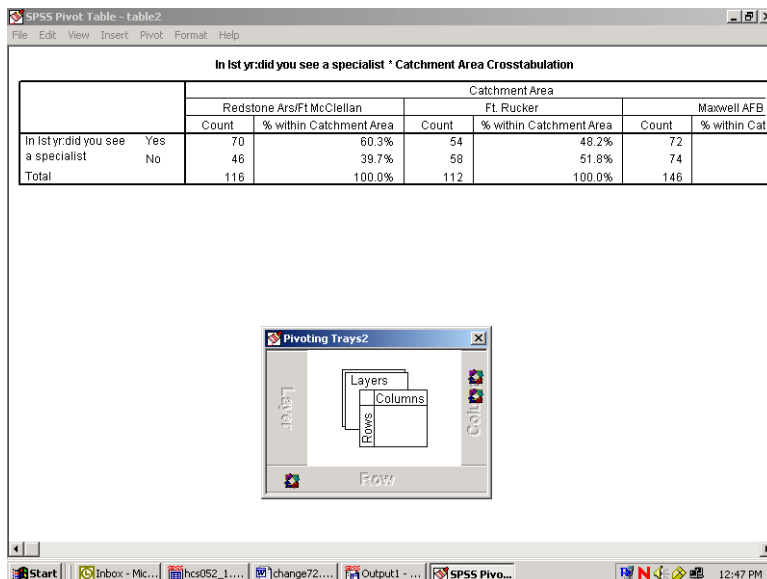 SPSS Pivot Table - table2
File Edit View Insert Pivot Format Help
In lst yr:did you see a specialist * Catchment Area Crosstabulation
Catchment Area
Redstone Ars/Ft McClellan Ft. Rucker Maxwell AFB
Count % within Catchment Area Count % within Catchment Area Count % within Cat
In lst yr:did you see Yes 70 60.3% 54 48.2% 72
a specialist No 46 39.7% 58 51.8% 74
Total 116 100.0% 112 100.0% 146
Pivoting Trays2
Layer
Layers
Columns
Rows
Colu
Row
Start Inbox - Mic... hcs052_1.... change72.... Output1 - ... SPSS Pivo... 12:47 PM